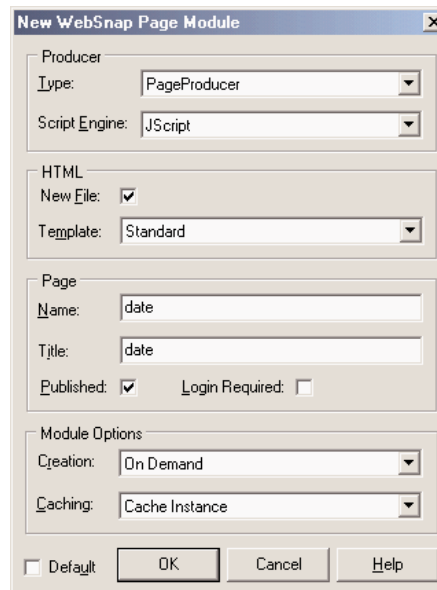 New WebSnap Page Module
Producer
Type: PageProducer
Script Engine: JScript
HTML
New File:
Template: Standard
Page
Name: date
Title: date
Published: Login Required:
Module Options
Creation: On Demand
Caching: Cache Instance
Default OK Cancel Help